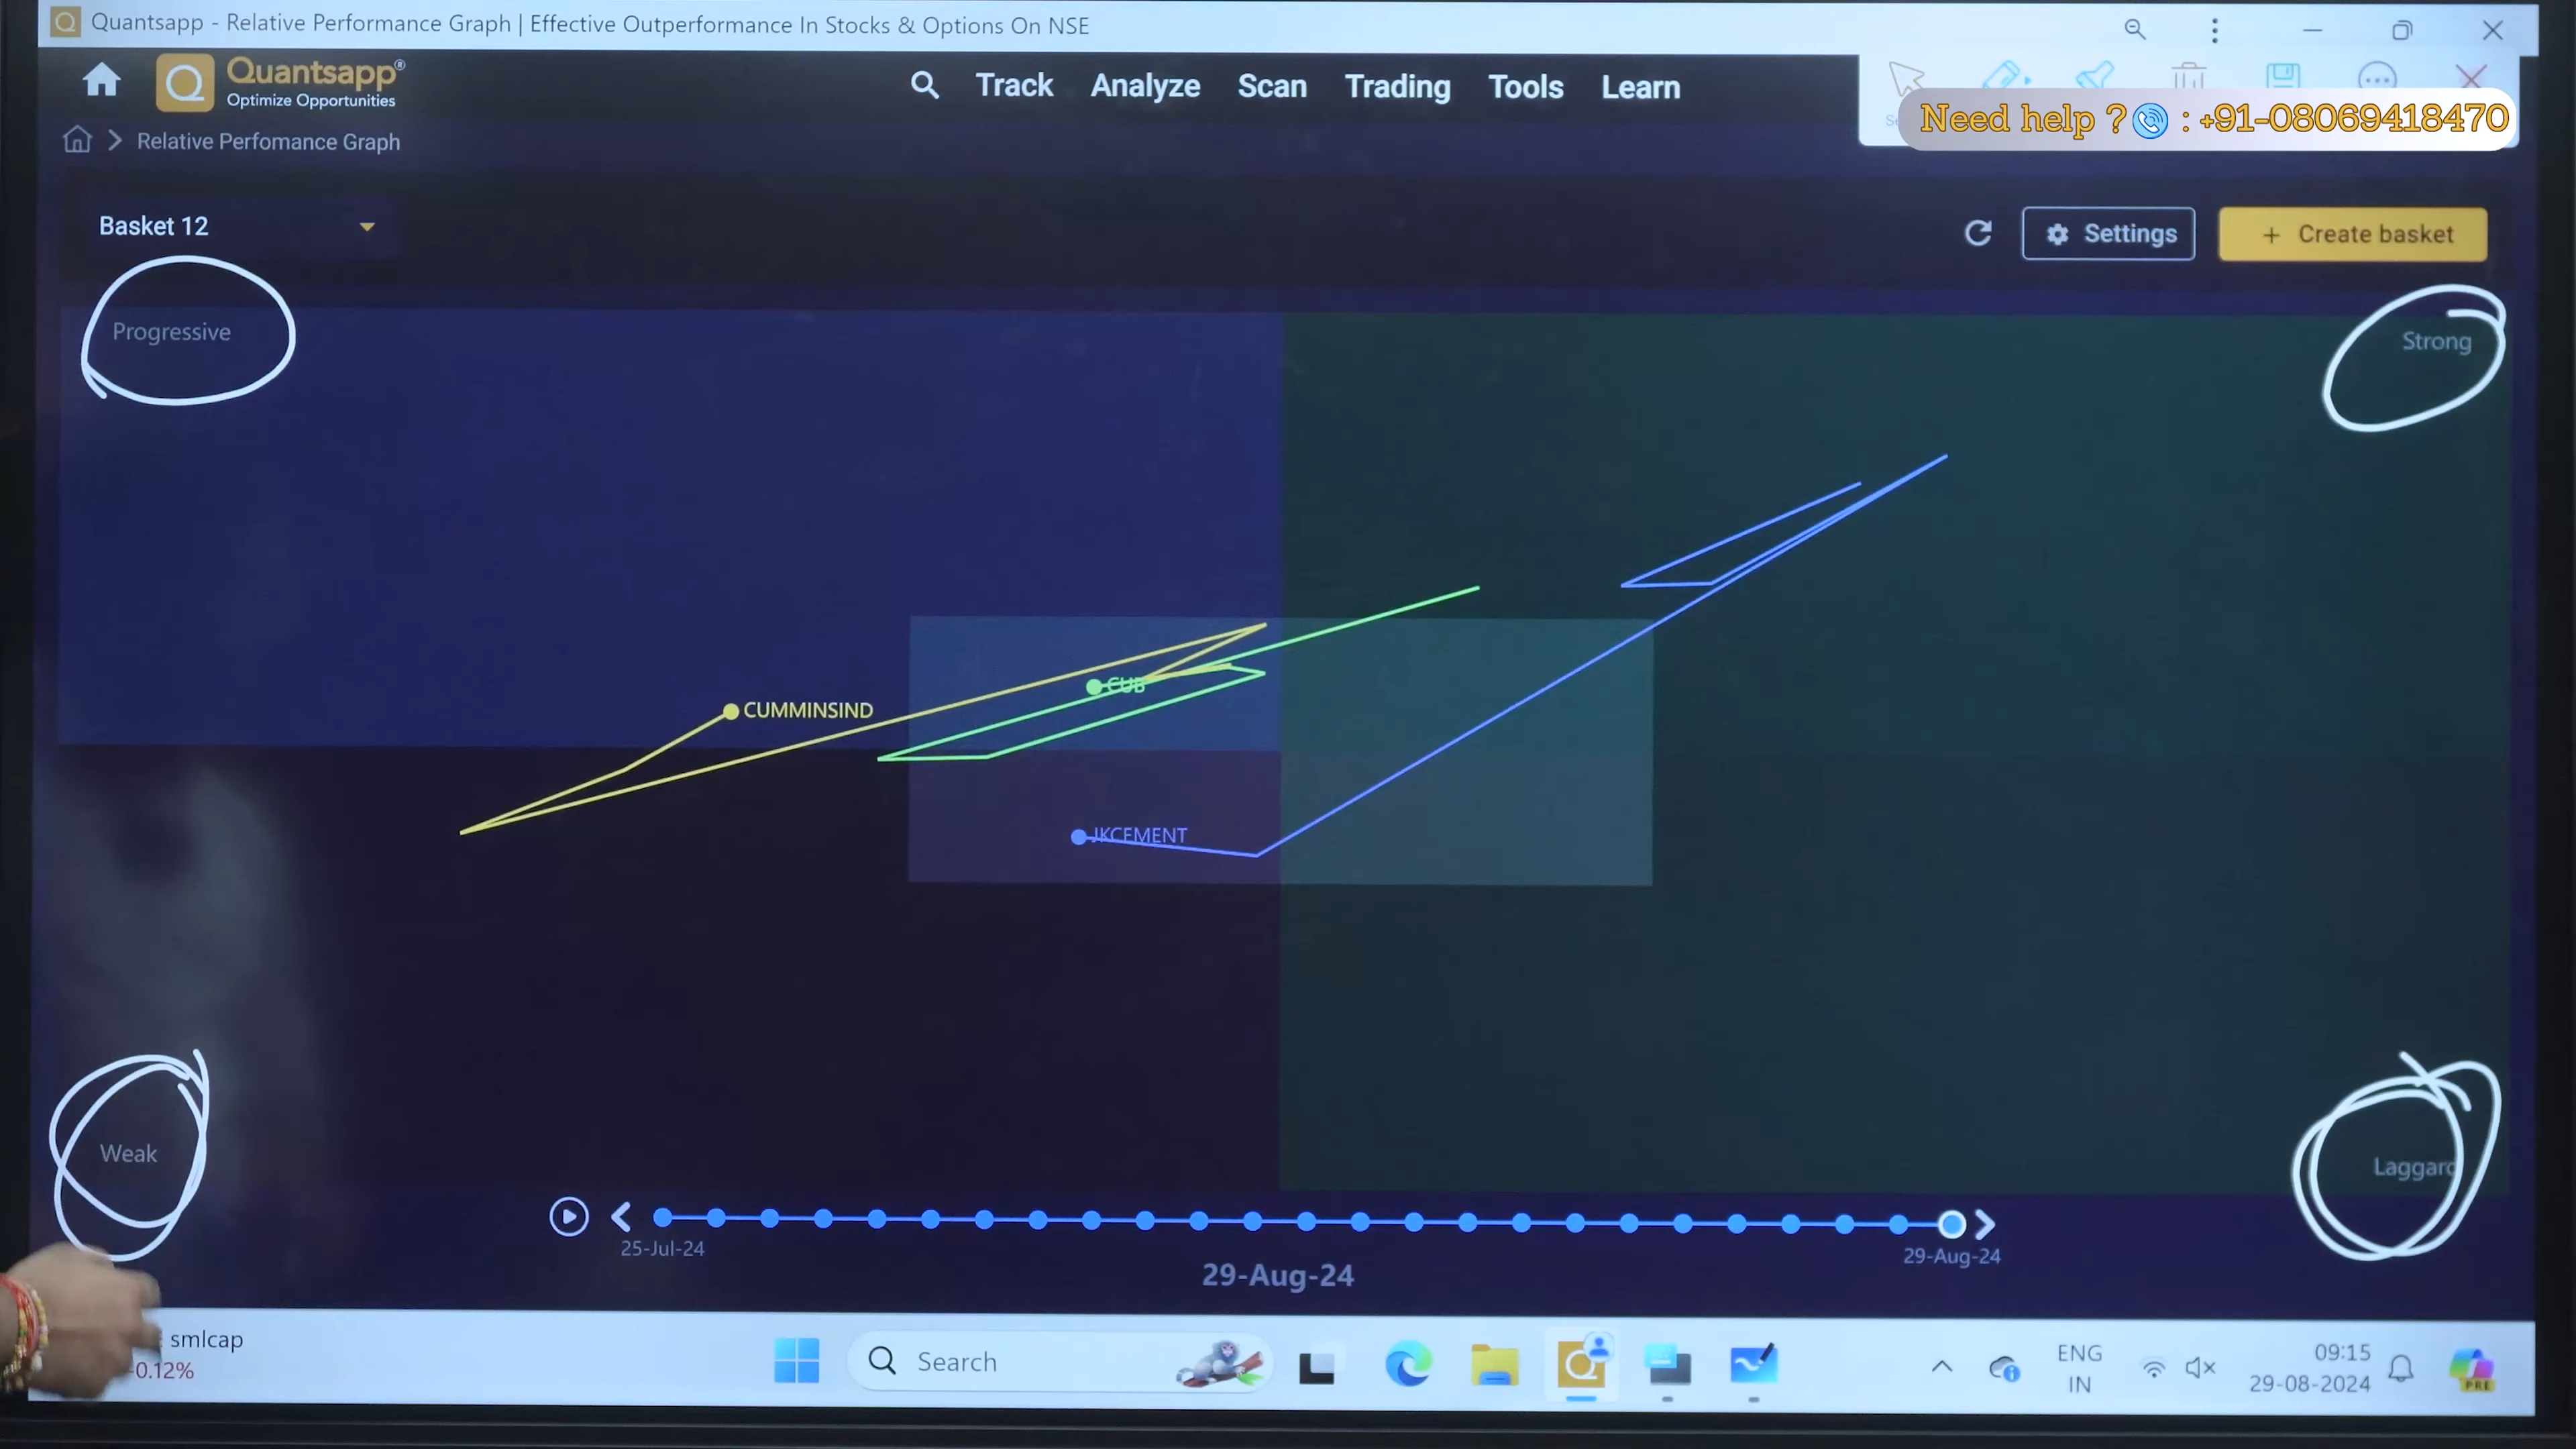 Quantsapp - Relative Performance Graph | Effective Outperformance In Stocks & Options On NSE
Quantsapp®
Optimize Opportunities
Track Analyze Scan Trading Tools Learn
Need help ? : +91-08069418470
Relative Perfomance Graph
Basket 12
Settings
+ Create basket
Progressive
Strong
CUB
CUMMINSIND
JKCEMENT
Weak
Laggard
25-Jul-24
29-Aug-24
29-Aug-24
smlcap
-0.12%
Search
ENG
IN
09:15
29-08-2024
PRE